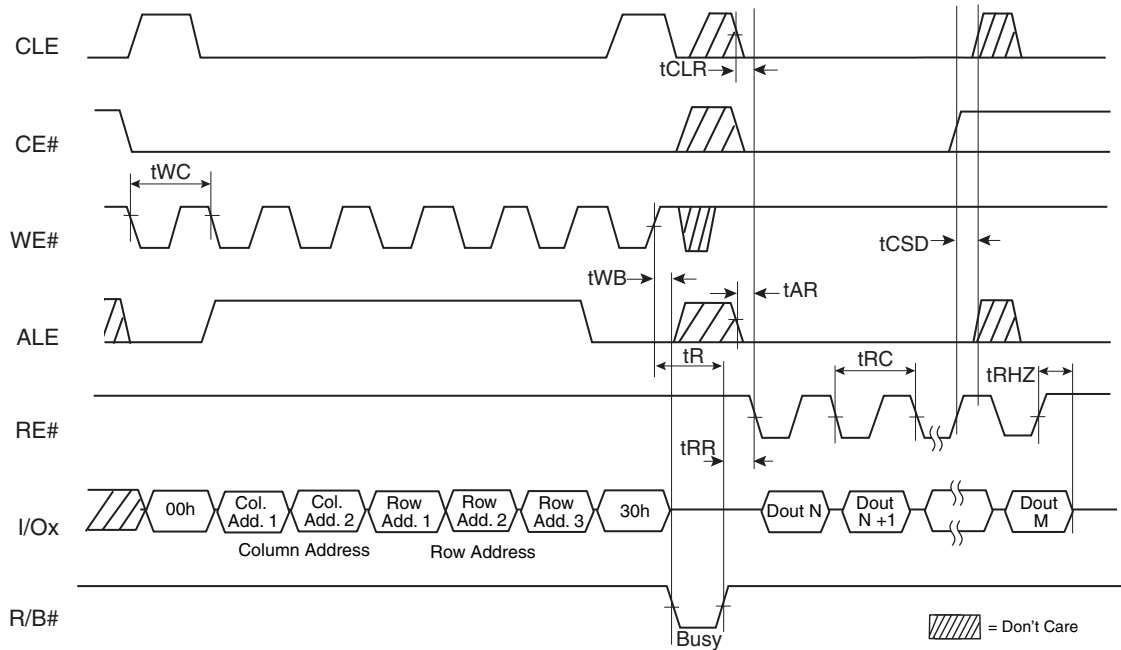 CLE
tCLR
CE#
tWC
WE#
tCSD
tWB
tAR
ALE
tR
tRC
tRHZ
RE#
tRR
I/Ox
00h
Col.
Add. 1
Col.
Add. 2
Row
Add. 1
Row
Add. 2
Row
Add. 3
30h
Dout N
Dout
N +1
Dout
M
Column Address
Row Address
R/B#
Busy
= Don't Care